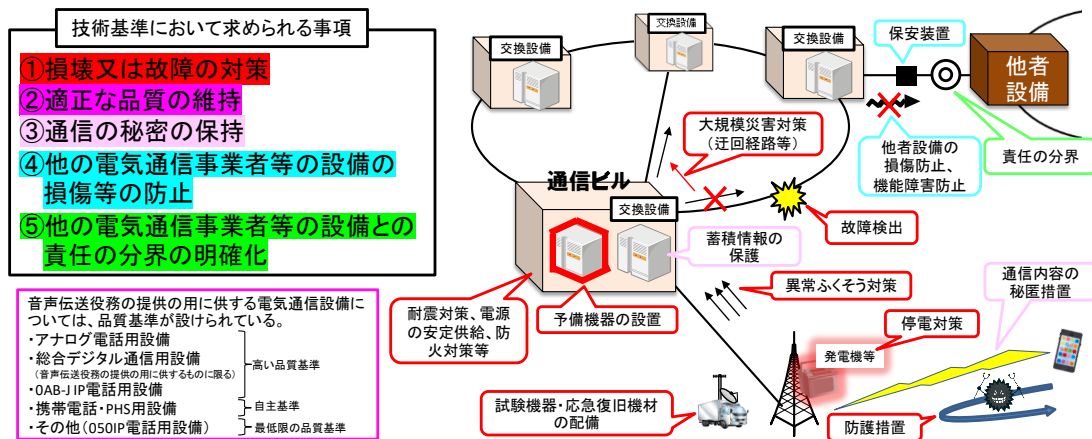 技術基準において求められる事項
①損壊又は故障の対策
②適正な品質の維持
③通信の秘密の保持
④他の電気通信事業者等の設備の
損傷等の防止
⑤他の電気通信事業者等の設備との
責任の分界の明確化
音声伝送役務の提供の用に供する電気通信設備に
ついては、品質基準が設けられている。
・アナログ電話用設備
・総合デジタル通信用設備
（音声伝送役務の提供の用に供するものに限る）
・0AB-J IP電話用設備
・携帯電話・PHS用設備
・その他（050IP電話用設備）
高い品質基準
自主基準
最低限の品質基準
交換設備
交換設備
交換設備
保安装置
他者
設備
大規模災害対策
（迂回経路等）
他者設備の
損傷防止、
機能障害防止
責任の分界
通信ビル
交換設備
故障検出
蓄積情報の
保護
耐震対策、電源
の安定供給、防
火対策等
予備機器の設置
異常ふくそう対策
通信内容の
秘匿措置
停電対策
発電機等
試験機器・応急復旧機材
の配備
防護措置